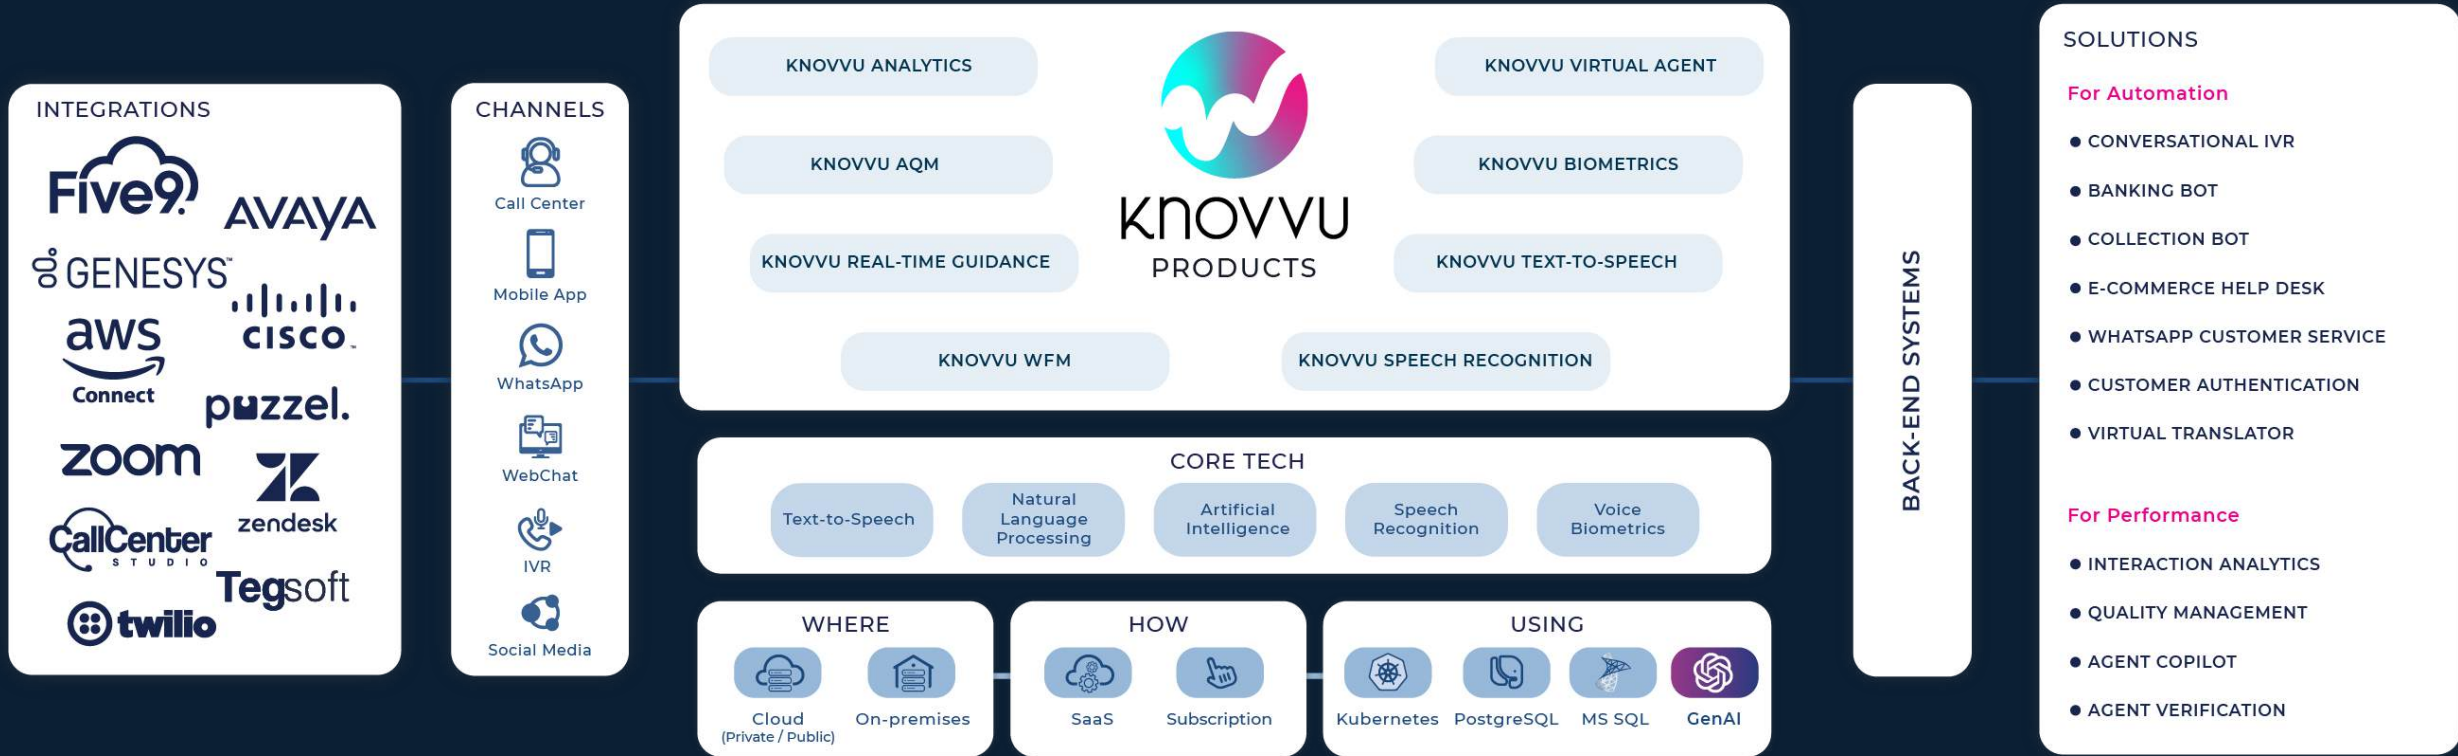 INTEGRATIONS
Five9
AVAYA
GENESYS™
CISCO™
aws
Connect
puzzel.
zoom
zendesk
CallCenter
STUDIO
Tegsoft
twilio
CHANNELS
Call Center
Mobile App
WhatsApp
WebChat
IVR
Social Media
KNOVVU
PRODUCTS
KNOVVU ANALYTICS
KNOVVU AQM
KNOVVU REAL-TIME GUIDANCE
KNOVVU WFM
KNOVVU VIRTUAL AGENT
KNOVVU BIOMETRICS
KNOVVU TEXT-TO-SPEECH
KNOVVU SPEECH RECOGNITION
CORE TECH
Text-to-Speech
Natural
Language
Processing
Artificial
Intelligence
Speech
Recognition
Voice
Biometrics
WHERE
Cloud
(Private / Public)
On-premises
HOW
SaaS
Subscription
USING
Kubernetes
PostgreSQL
MS SQL
GenAI
BACK-END SYSTEMS
SOLUTIONS
For Automation
• CONVERSATIONAL IVR
• BANKING BOT
• COLLECTION BOT
• E-COMMERCE HELP DESK
• WHATSAPP CUSTOMER SERVICE
• CUSTOMER AUTHENTICATION
• VIRTUAL TRANSLATOR
For Performance
• INTERACTION ANALYTICS
• QUALITY MANAGEMENT
• AGENT COPILOT
• AGENT VERIFICATION